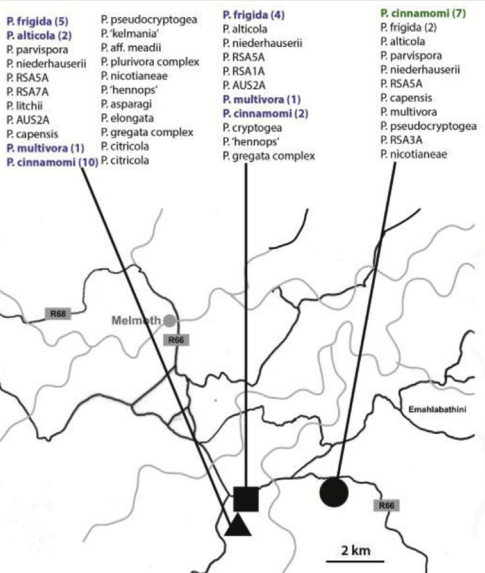 P. frigida (5)
P. alticola (2)
P. parvispora
P. niederhauserii
P. RSA5A
P. RSA7A
P. litchii
P. AUS2A
P. capensis
P. multivora (1)
P. cinnamomi (10)
P. pseudocryptogea
P. 'kelmania'
P. aff. meadii
P. plurivora complex
P. nicotianeae
P. 'hennops'
P. asparagi
P. elongata
P. gregata complex
P. citricola
P. citricola
P. frigida (4)
P. alticola
P. niederhauserii
P. RSA5A
P. RSA1A
P. AUS2A
P. multivora (1)
P. cinnamomi (2)
P. cryptogea
P. 'hennops'
P. gregata complex
P. cinnamomi (7)
P. frigida (2)
P. alticola
P. parvispora
P. niederhauserii
P. RSA5A
P. capensis
P. multivora
P. pseudocryptogea
P. RSA3A
P. nicotianeae
R68
Melmoth
R66
Emahlabathini
R66
2 km